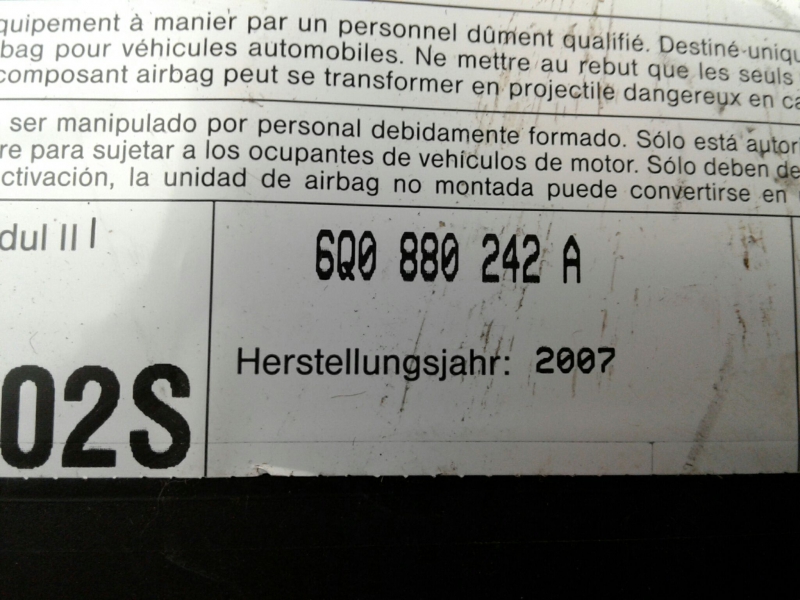 quipement à manier par un personnel dûment qualifié. Destiné uniqu
bag pour véhicules automobiles. Ne mettre au rebut que les seuls
composant airbag peut se transformer en projectile dangereux en ca
ser manipulado por personal debidamente formado. Sólo está autori
re para sujetar a los ocupantes de vehículos de motor. Sólo deben de
ctivación, la unidad de airbag no montada puede convertirse en
dul II
6Q0 880 242 A
Herstellungsjahr: 2007
02S